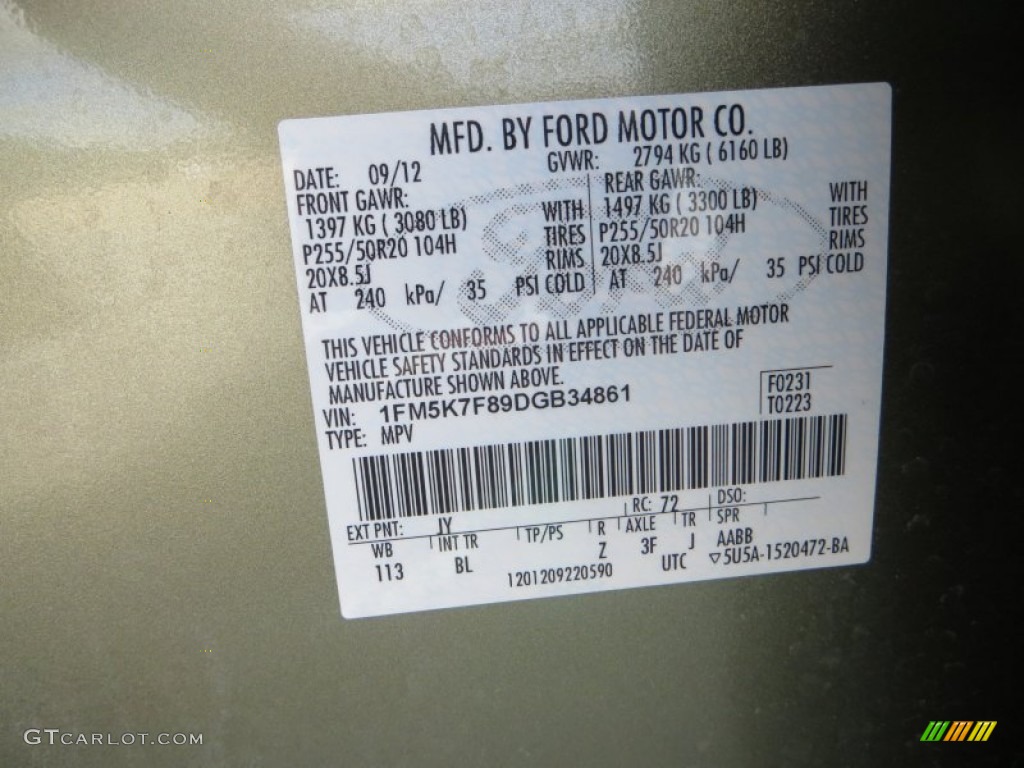 MFD. BY FORD MOTOR CO.
DATE: 09/12 GVWR: 2794 KG ( 6160 LB)
FRONT GAWR: REAR GAWR:
1397 KG ( 3080 LB) WITH 1497 KG ( 3300 LB) WITH
P255/50R20 104H TIRES P255/50R20 104H TIRES
20X8.5J RIMS 20X8.5J RIMS
AT 240 kPa/ 35 PSI COLD AT 240 kPa/ 35 PSI COLD
Ford
THIS VEHICLE CONFORMS TO ALL APPLICABLE FEDERAL MOTOR
VEHICLE SAFETY STANDARDS IN EFFECT ON THE DATE OF
MANUFACTURE SHOWN ABOVE.
VIN: 1FM5K7F89DGB34861 F0231
TYPE: MPV T0223
EXT PNT: JY RC: 72 DSO:
WB INT TR TP/PS R AXLE TR SPR
113 BL Z 3F J AABB
1201209220590 UTC ▽5U5A-1520472-BA
GTCARLOT.COM